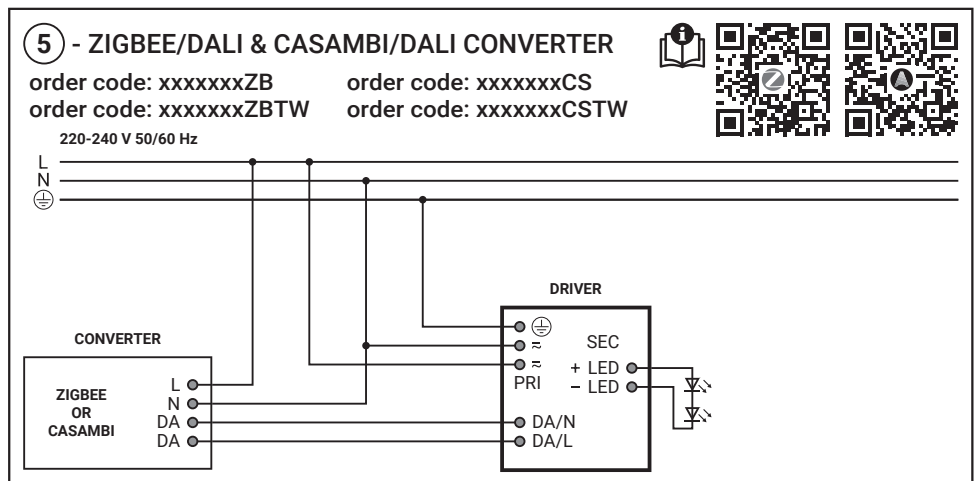 5 - ZIGBEE/DALI & CASAMBI/DALI CONVERTER
order code: xxxxxxxZB order code: xxxxxxxCS
order code: xxxxxxxZBTW order code: xxxxxxxCSTW
220-240 V 50/60 Hz
L
N
DRIVER
CONVERTER
ZIGBEE
OR
CASAMBI
L
N
DA
DA
SEC
PRI
+ LED
– LED
DA/N
DA/L